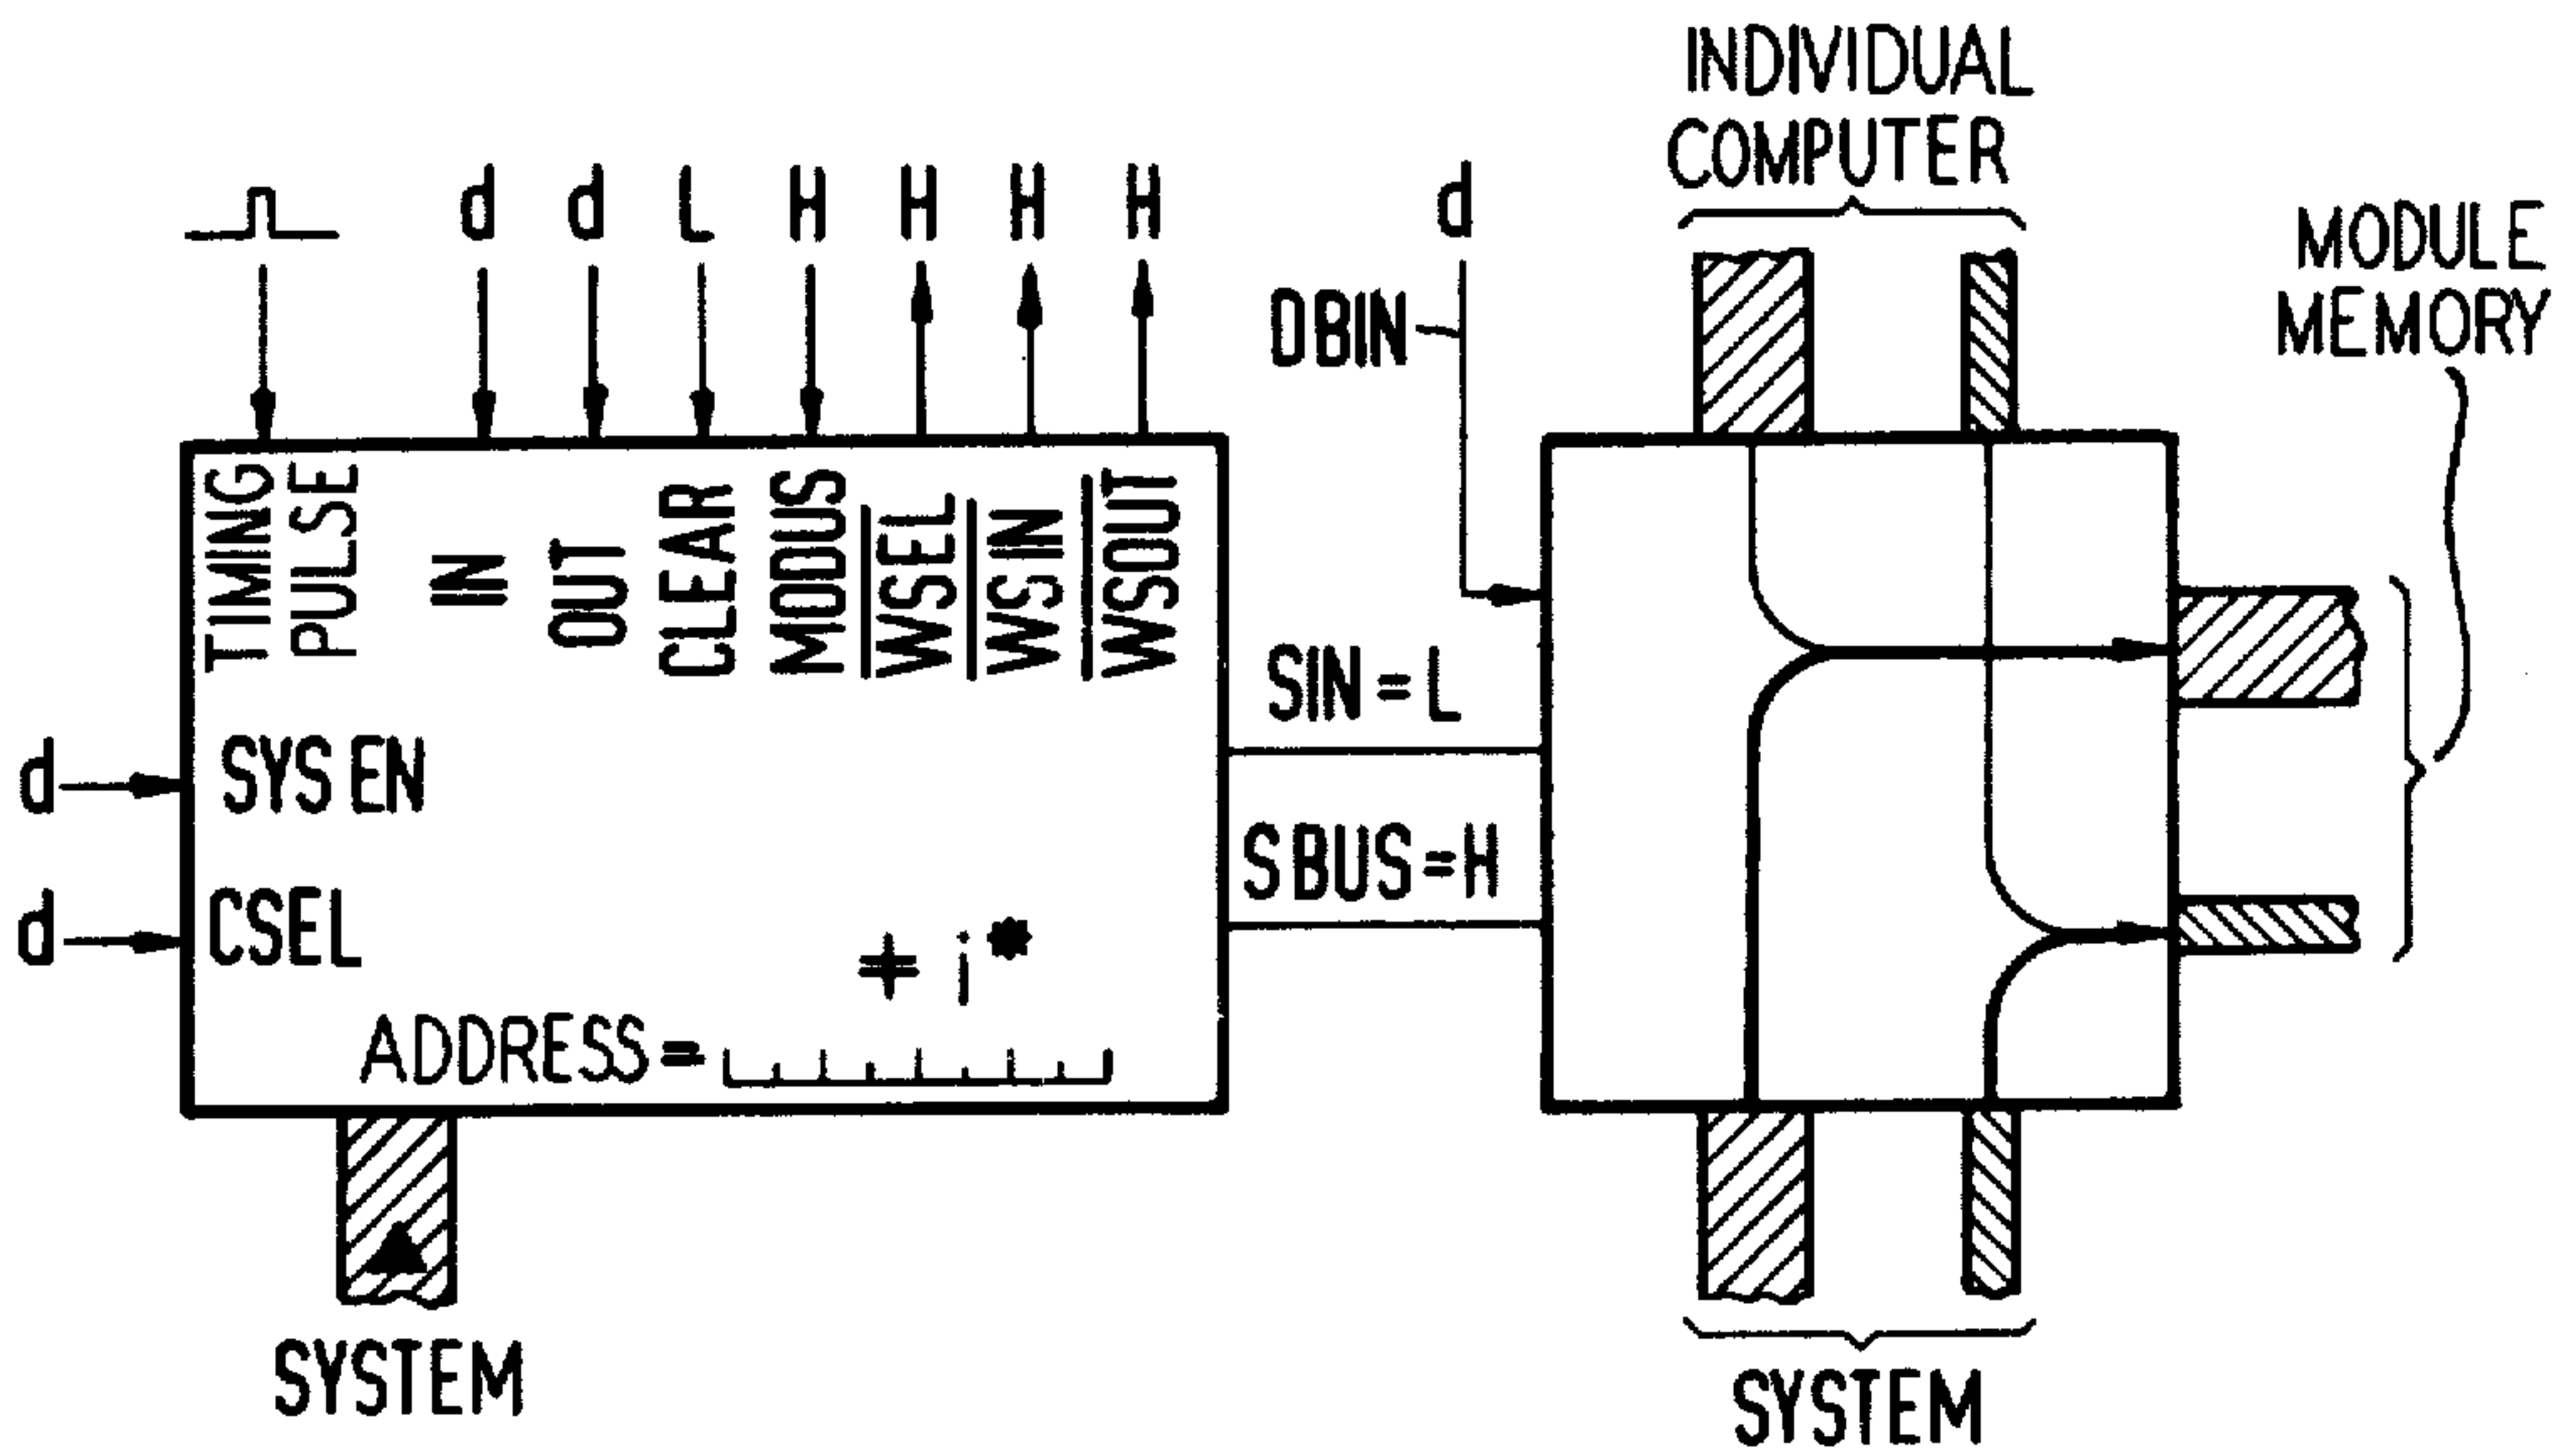 INDIVIDUAL
COMPUTER
MODULE
MEMORY
d d L H H H H
d
DBIN
TIMING
PULSE
IN
OUT
CLEAR
MODUS
WSEL
WSIN
WSOUT
SIN = L
d SYS EN
S BUS = H
d CSEL
≠ i*
ADDRESS =
SYSTEM
SYSTEM